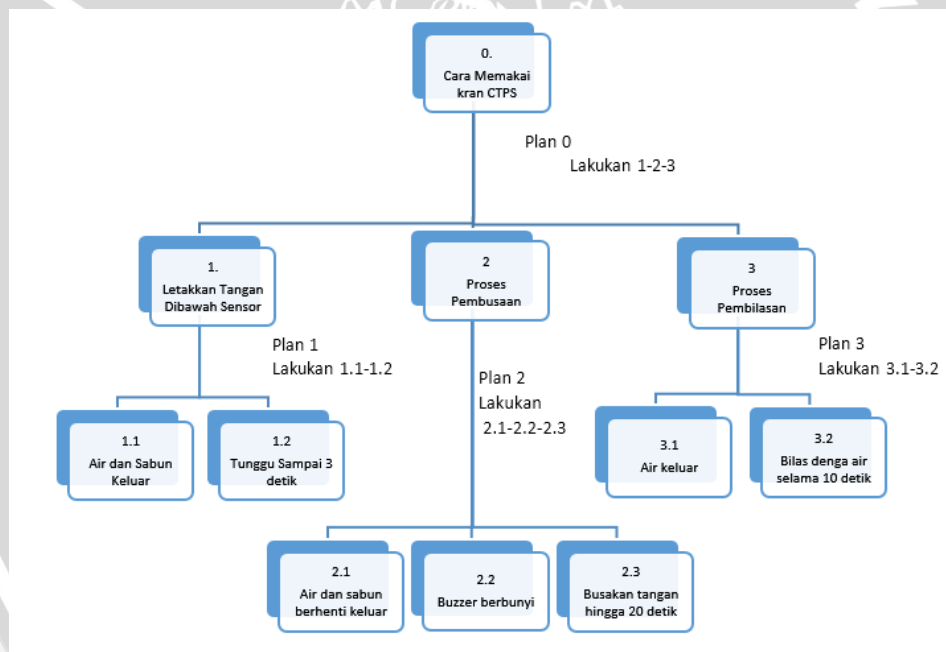 0.
Cara Memakai
kran CTPS
Plan 0
Lakukan 1-2-3
1.
Letakkan Tangan
Dibawah Sensor
2
Proses
Pembusaan
3
Proses
Pembilasan
Plan 1
Lakukan 1.1-1.2
Plan 2
Lakukan
2.1-2.2-2.3
Plan 3
Lakukan 3.1-3.2
1.1
Air dan Sabun
Keluar
1.2
Tunggu Sampai 3
detik
3.1
Air keluar
3.2
Bilas denga air
selama 10 detik
2.1
Air dan sabun
berhenti keluar
2.2
Buzzer berbunyi
2.3
Busakan tangan
hingga 20 detik